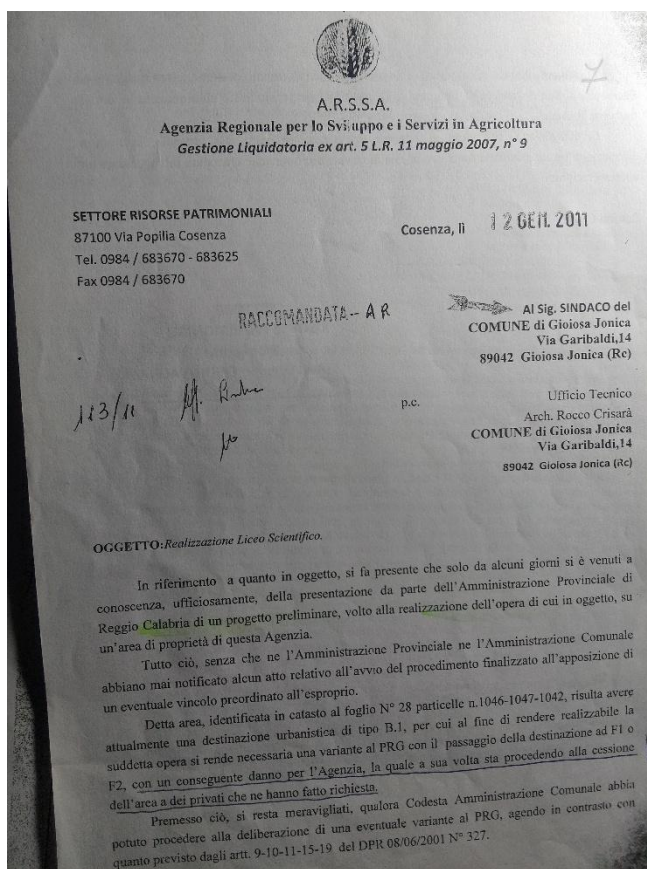 7
A.R.S.S.A.
Agenzia Regionale per lo Sviluppo e i Servizi in Agricoltura
Gestione Liquidatoria ex art. 5 L.R. 11 maggio 2007, n° 9
SETTORE RISORSE PATRIMONIALI
87100 Via Popilia Cosenza
Tel. 0984 / 683670 - 683625
Fax 0984 / 683670
Cosenza, lì 12 GEN. 2011
RACCOMANDATA -- AR
Al Sig. SINDACO del
COMUNE di Gioiosa Jonica
Via Garibaldi,14
89042 Gioiosa Jonica (Rc)
113/11
p.c.
Ufficio Tecnico
Arch. Rocco Crisarà
COMUNE di Gioiosa Jonica
Via Garibaldi,14
89042 Gioiosa Jonica (Rc)
OGGETTO:Realizzazione Liceo Scientifico.
In riferimento a quanto in oggetto, si fa presente che solo da alcuni giorni si è venuti a
conoscenza, ufficiosamente, della presentazione da parte dell'Amministrazione Provinciale di
Reggio Calabria di un progetto preliminare, volto alla realizzazione dell'opera di cui in oggetto, su
un'area di proprietà di questa Agenzia.
Tutto ciò, senza che ne l'Amministrazione Provinciale ne l'Amministrazione Comunale
abbiano mai notificato alcun atto relativo all'avvio del procedimento finalizzato all'apposizione di
un eventuale vincolo preordinato all'esproprio.
Detta area, identificata in catasto al foglio N° 28 particelle n.1046-1047-1042, risulta avere
attualmente una destinazione urbanistica di tipo B.1, per cui al fine di rendere realizzabile la
suddetta opera si rende necessaria una variante al PRG con il passaggio della destinazione ad F1 o
F2, con un conseguente danno per l'Agenzia, la quale a sua volta sta procedendo alla cessione
dell'area a dei privati che ne hanno fatto richiesta.
Premesso ciò, si resta meravigliati, qualora Codesta Amministrazione Comunale abbia
potuto procedere alla deliberazione di una eventuale variante al PRG, agendo in contrasto con
quanto previsto dagli artt. 9-10-11-15-19 del DPR 08/06/2001 N° 327.